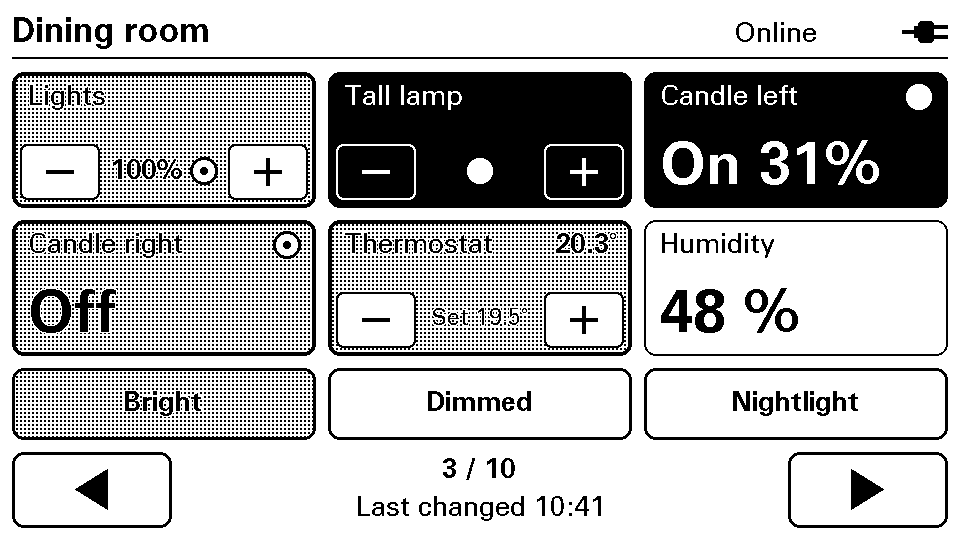 Dining room
Online
Lights
− 100% +
Tall lamp
− +
Candle left
On 31%
Candle right
Off
Thermostat 20.3°
− Set 19.5° +
Humidity
48 %
Bright
Dimmed
Nightlight
3 / 10
Last changed 10:41